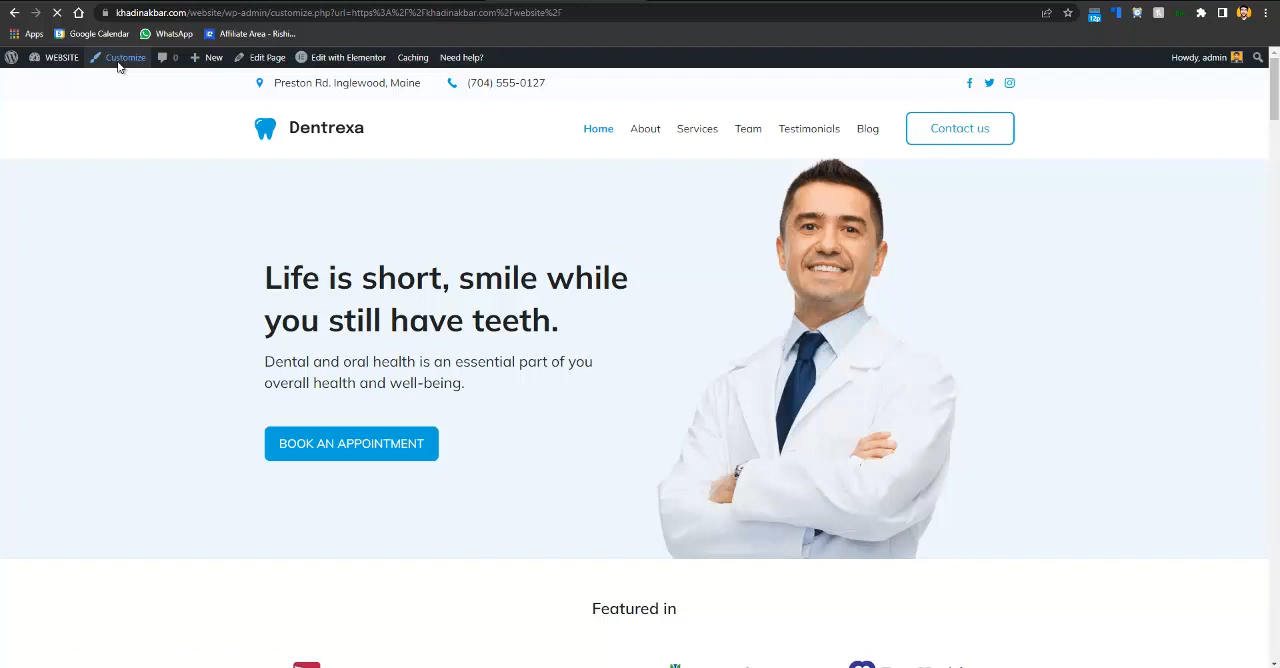 khadinakbar.com/website/wp-admin/customize.php?url=https%3A%2F%2Fkhadinakbar.com%2Fwebsite%2F
12p
Apps Google Calendar WhatsApp Affiliate Area - Rishi...
WEBSITE Customize 0 New Edit Page Edit with Elementor Caching Need help? Howdy, admin
Preston Rd. Inglewood, Maine (704) 555-0127
Dentrexa Home About Services Team Testimonials Blog Contact us
Life is short, smile while
you still have teeth.
Dental and oral health is an essential part of you
overall health and well-being.
BOOK AN APPOINTMENT
Featured in